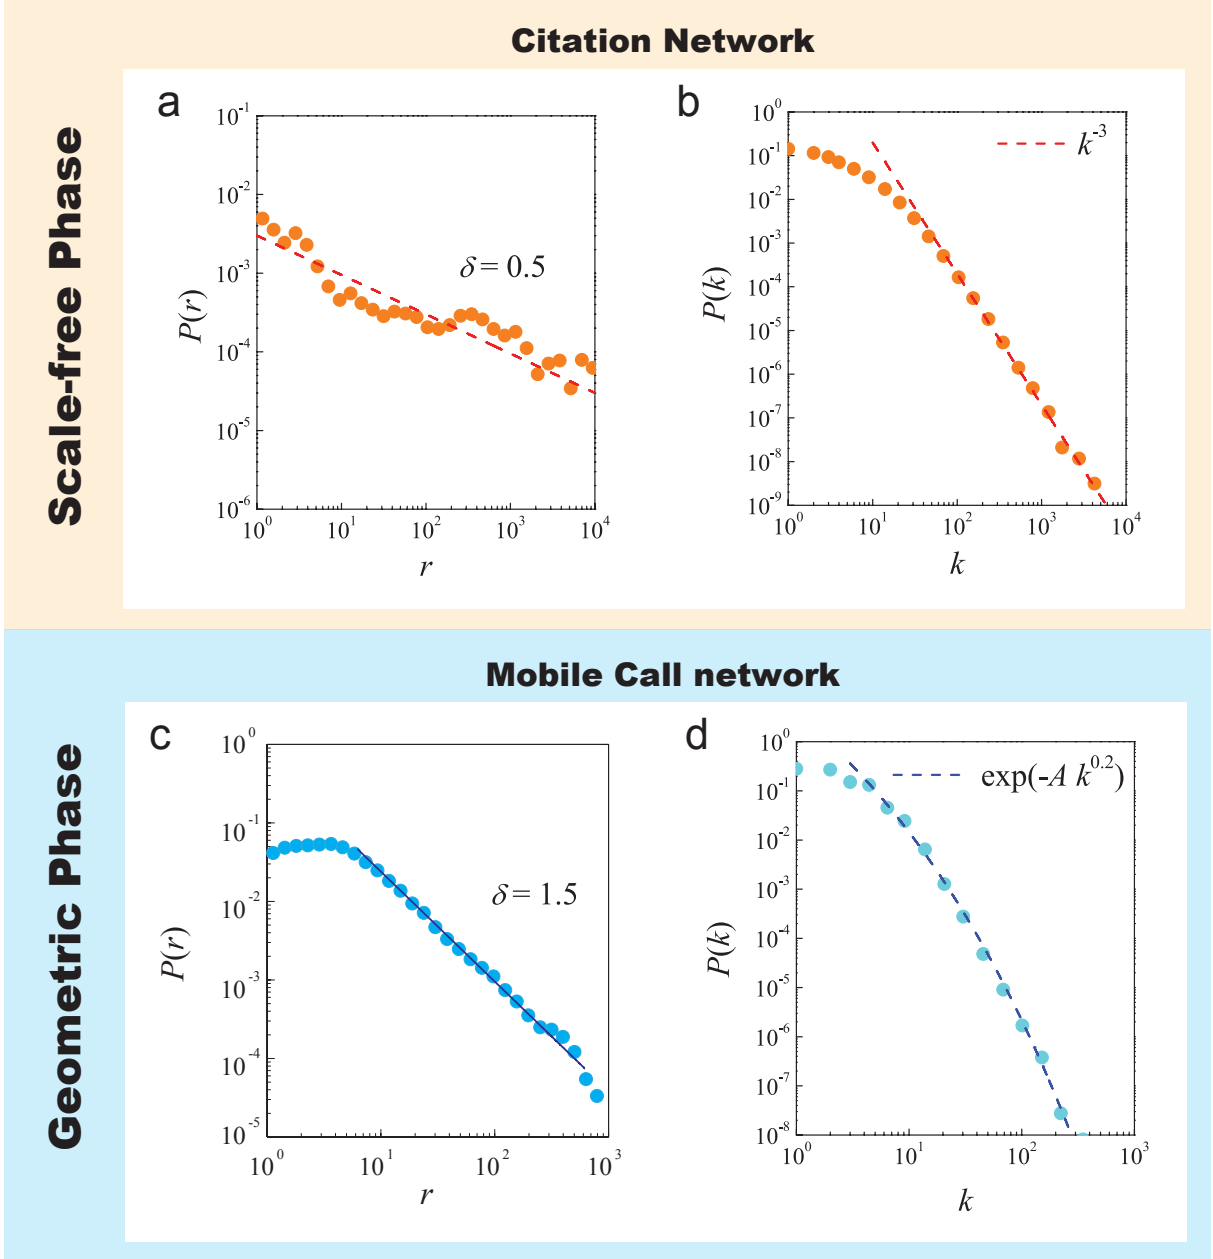 Citation Network
Scale-free Phase
a
10^-1
10^-2
10^-3
10^-4
10^-5
10^-6
P(r)
δ = 0.5
10^0 10^1 10^2 10^3 10^4
r
b
10^0
10^-1
10^-2
10^-3
10^-4
10^-5
10^-6
10^-7
10^-8
10^-9
P(k)
k^-3
10^0 10^1 10^2 10^3 10^4
k
Mobile Call network
Geometric Phase
c
10^0
10^-1
10^-2
10^-3
10^-4
10^-5
P(r)
δ = 1.5
10^0 10^1 10^2 10^3
r
d
10^0
10^-1
10^-2
10^-3
10^-4
10^-5
10^-6
10^-7
10^-8
P(k)
exp(-A k^0.2)
10^0 10^1 10^2 10^3
k